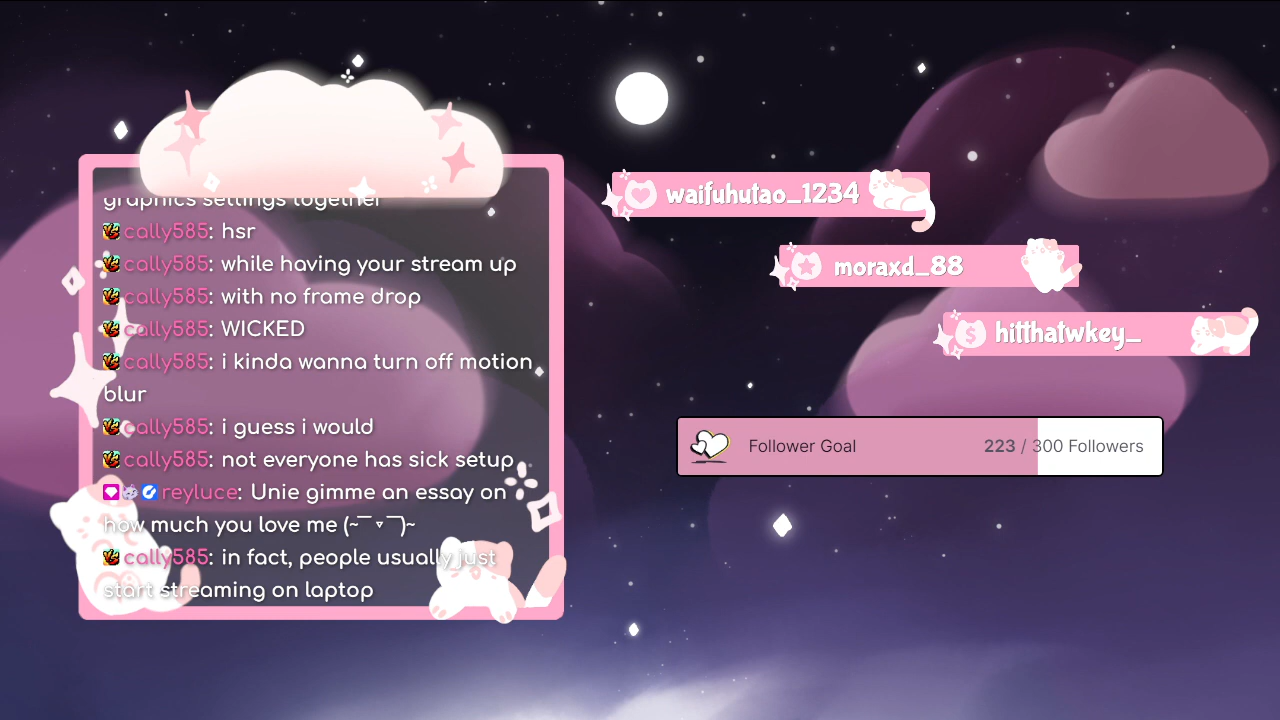 graphics settings together
cally585: hsr
cally585: while having your stream up
cally585: with no frame drop
cally585: WICKED
cally585: i kinda wanna turn off motion
blur
cally585: i guess i would
cally585: not everyone has sick setup
reyluce: Unie gimme an essay on
how much you love me (~￣▿￣)~
cally585: in fact, people usually just
start streaming on laptop
waifuhutao_1234
moraxd_88
hitthatwkey_
Follower Goal 223 / 300 Followers